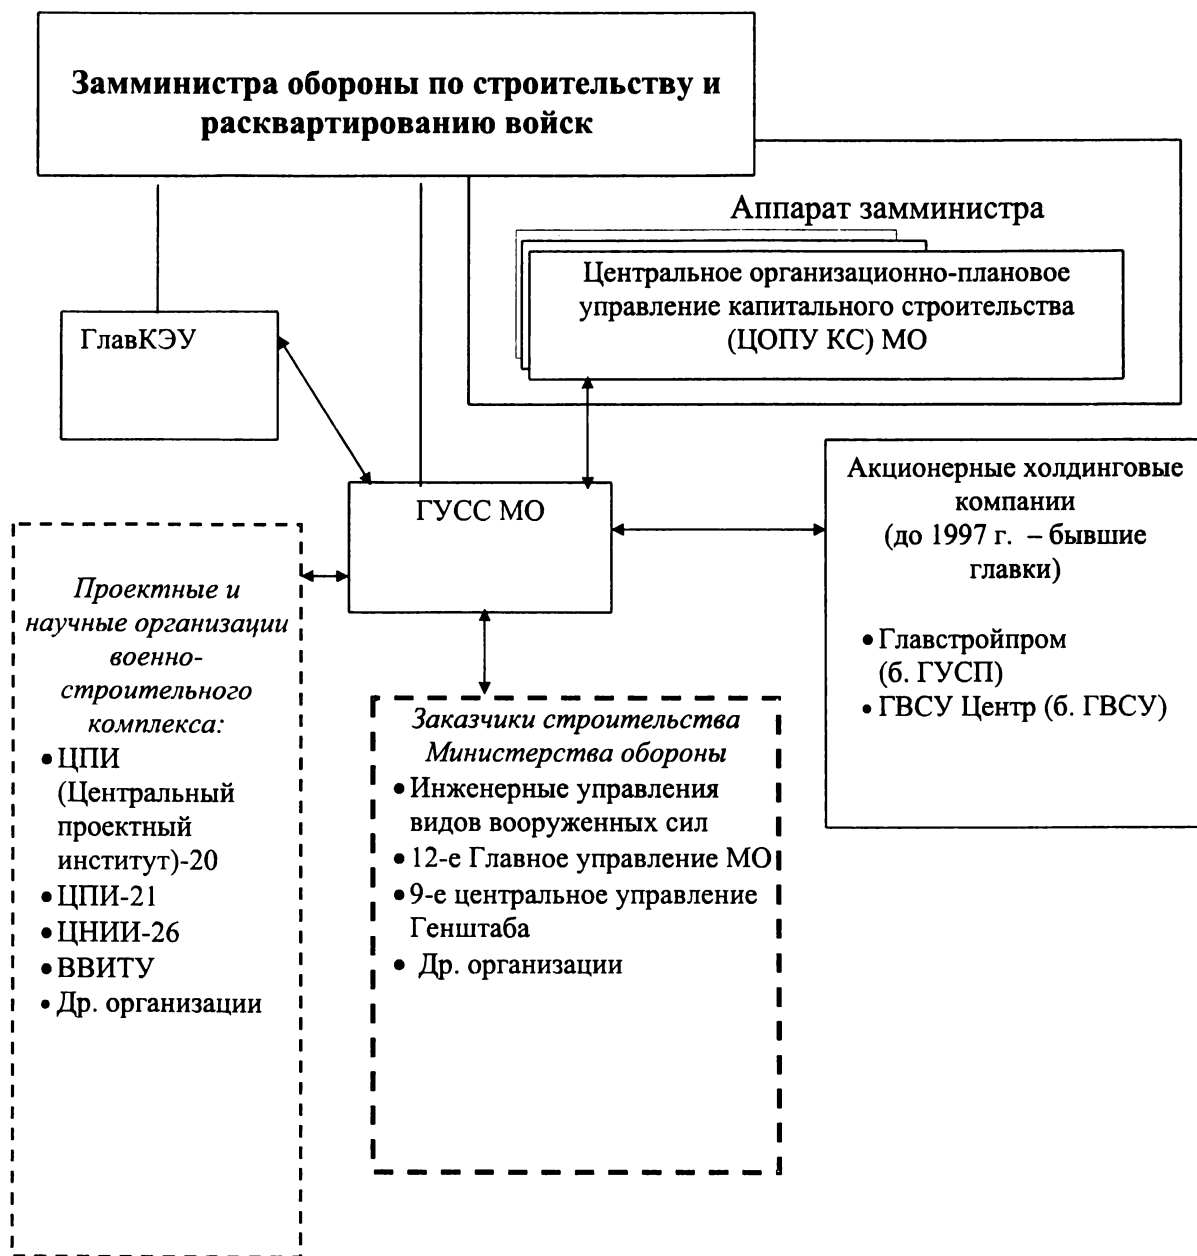 Замминистра обороны по строительству и
расквартированию войск
Аппарат замминистра
Центральное организационно-плановое
управление капитального строительства
(ЦОПУ КС) МО
ГлавКЭУ
ГУСС МО
Акционерные холдинговые
компании
(до 1997 г. – бывшие
главки)
• Главстройпром
(б. ГУСП)
• ГВСУ Центр (б. ГВСУ)
Проектные и
научные организации
военно-
строительного
комплекса:
• ЦПИ
(Центральный
проектный
институт)-20
• ЦПИ-21
• ЦНИИ-26
• ВВИТУ
• Др. организации
Заказчики строительства
Министерства обороны
• Инженерные управления
видов вооруженных сил
• 12-е Главное управление МО
• 9-е центральное управление
Генштаба
• Др. организации